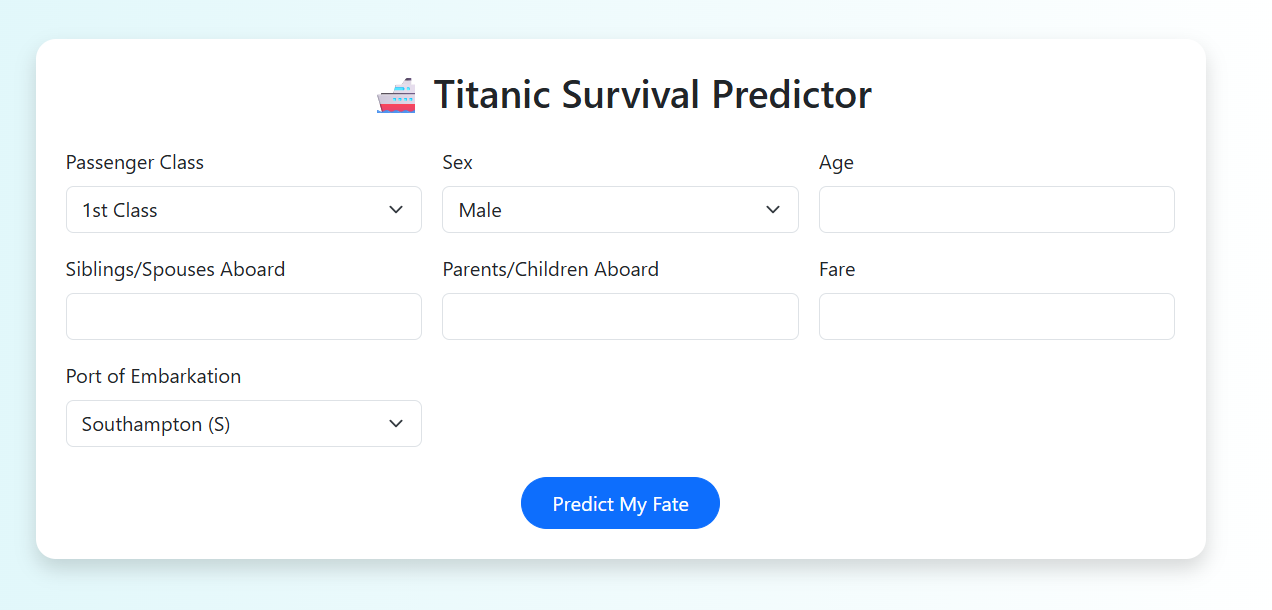 Titanic Survival Predictor
Passenger Class Sex Age
1st Class Male
Siblings/Spouses Aboard Parents/Children Aboard Fare
Port of Embarkation
Southampton (S)
Predict My Fate